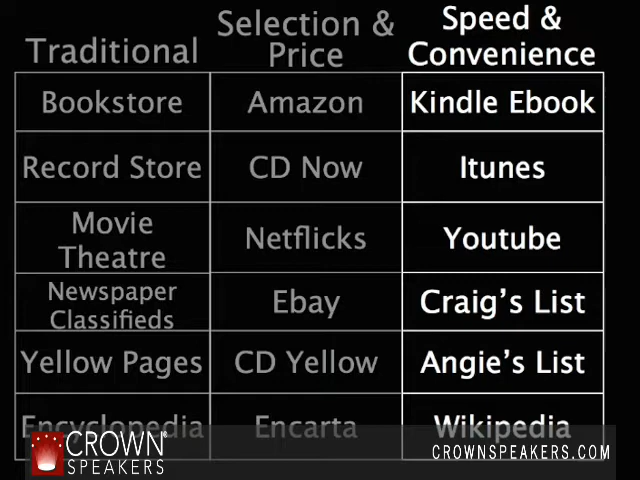 Traditional
Selection &
Price
Speed &
Convenience
Bookstore
Amazon
Kindle Ebook
Record Store
CD Now
Itunes
Movie
Theatre
Netflicks
Youtube
Newspaper
Classifieds
Ebay
Craig's List
Yellow Pages
CD Yellow
Angie's List
Encyclopedia
Encarta
Wikipedia
CROWN®
SPEAKERS
CROWNSPEAKERS.COM